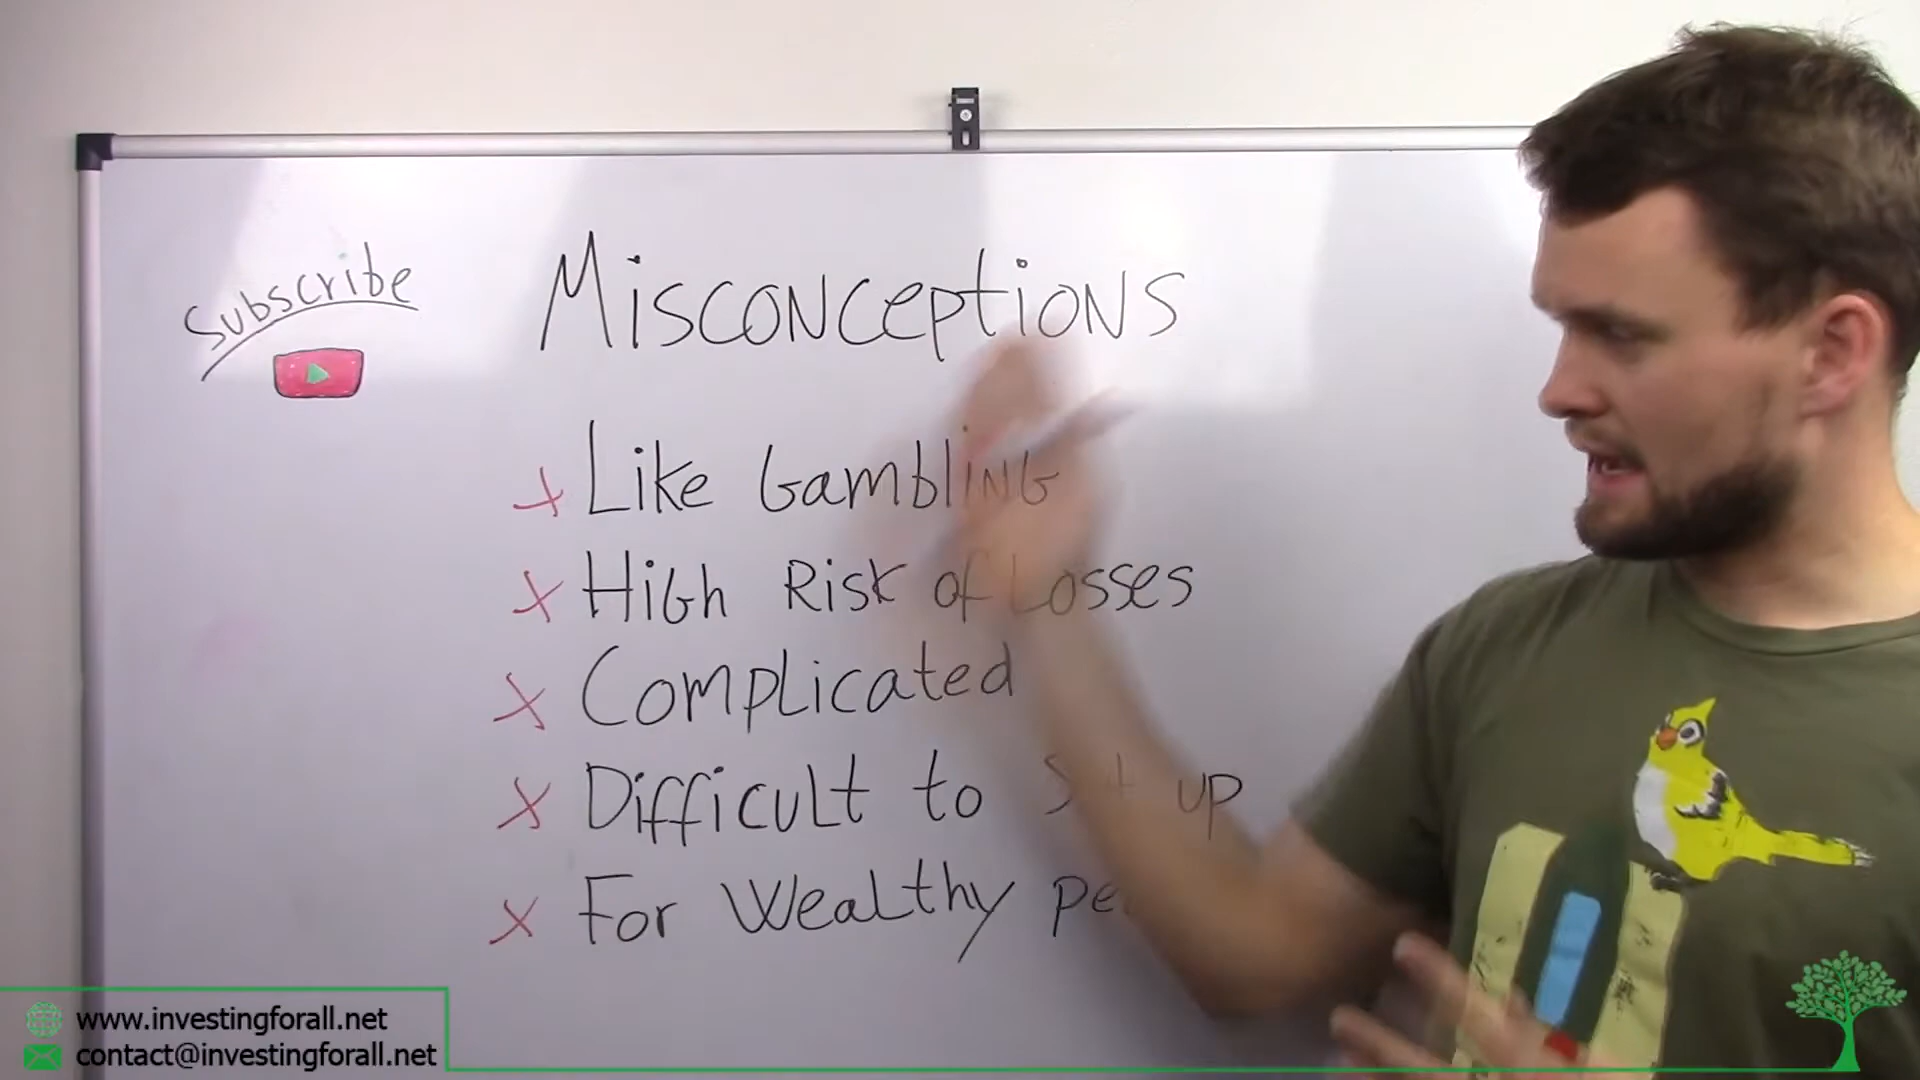 Subscribe
Misconceptions
x Like Gambling
x High Risk of Losses
x Complicated
x Difficult to up
x For Wealthy
www.investingforall.net
contact@investingforall.net